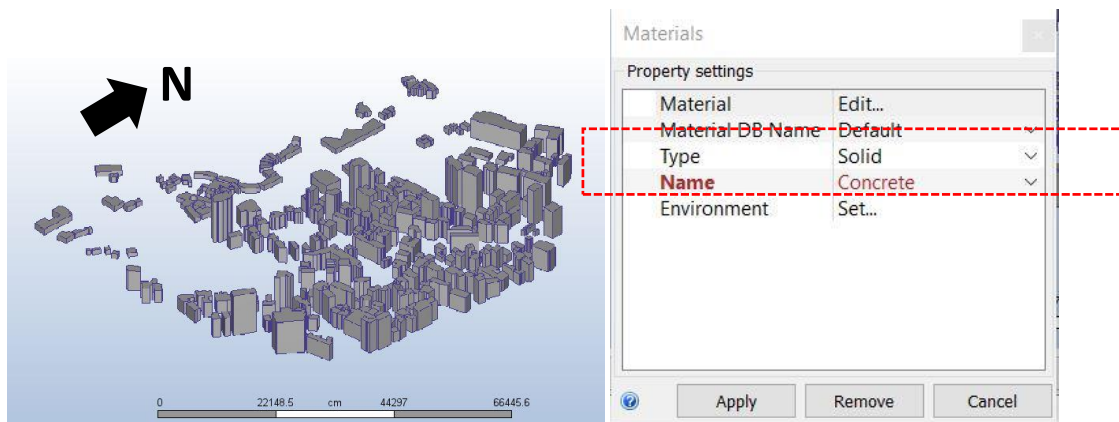 N
0 22148.5 cm 44297 66445.6
Materials
Property settings
Material Edit...
Material DB Name Default
Type Solid
Name Concrete
Environment Set...
Apply Remove Cancel